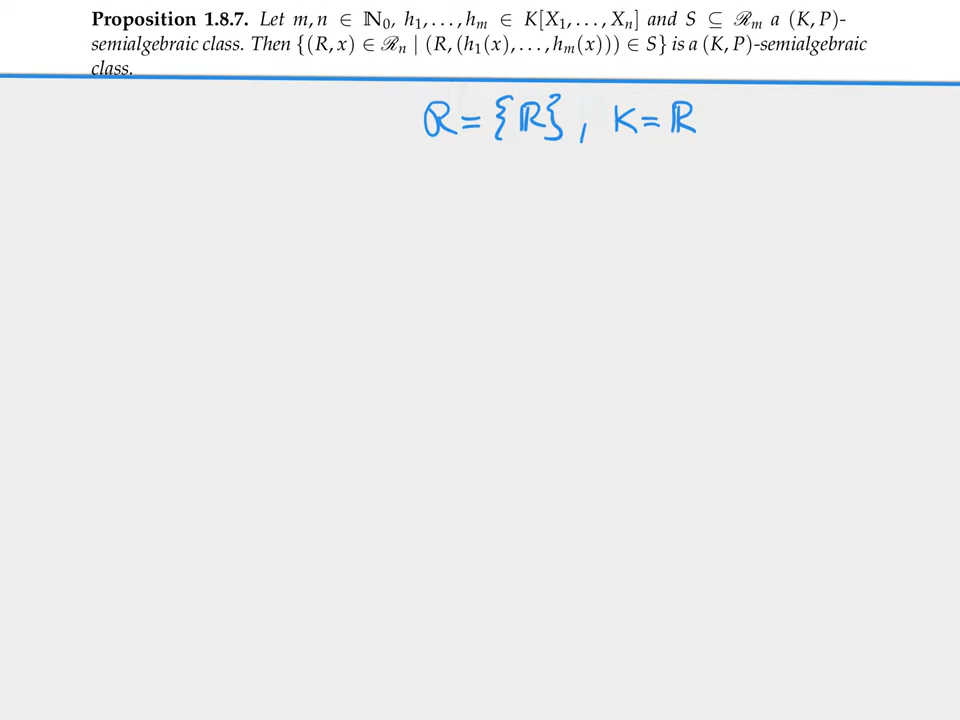 Proposition 1.8.7. Let m, n ∈ ℕ₀, h₁, . . . , hₘ ∈ K[X₁, . . . , Xₙ] and S ⊆ ℛₘ a (K, P)-
semialgebraic class. Then {(R, x) ∈ ℛₙ | (R, (h₁(x), . . . , hₘ(x))) ∈ S} is a (K, P)-semialgebraic
class.
ℛ = {ℝ} , K = ℝ